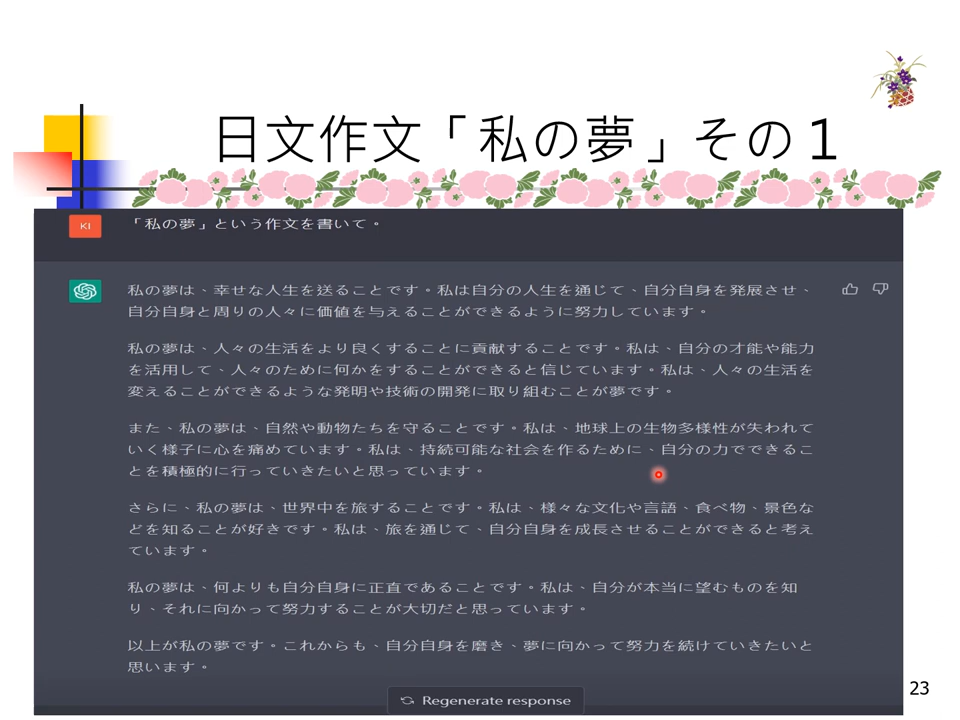 日文作文「私の夢」その１
KI
「私の夢」という作文を書いて。
私の夢は、幸せな人生を送ることです。私は自分の人生を通じて、自分自身を発展させ、
自分自身と周りの人々に価値を与えることができるように努力しています。
私の夢は、人々の生活をより良くすることに貢献することです。私は、自分の才能や能力
を活用して、人々のために何かをすることができると信じています。私は、人々の生活を
変えることができるような発明や技術の開発に取り組むことが夢です。
また、私の夢は、自然や動物たちを守ることです。私は、地球上の生物多様性が失われて
いく様子に心を痛めています。私は、持続可能な社会を作るために、自分の力でできるこ
とを積極的に行っていきたいと思っています。
さらに、私の夢は、世界中を旅することです。私は、様々な文化や言語、食べ物、景色な
どを知ることが好きです。私は、旅を通じて、自分自身を成長させることができると考え
ています。
私の夢は、何よりも自分自身に正直であることです。私は、自分が本当に望むものを知
り、それに向かって努力することが大切だと思っています。
以上が私の夢です。これからも、自分自身を磨き、夢に向かって努力を続けていきたいと
思います。
Regenerate response
23